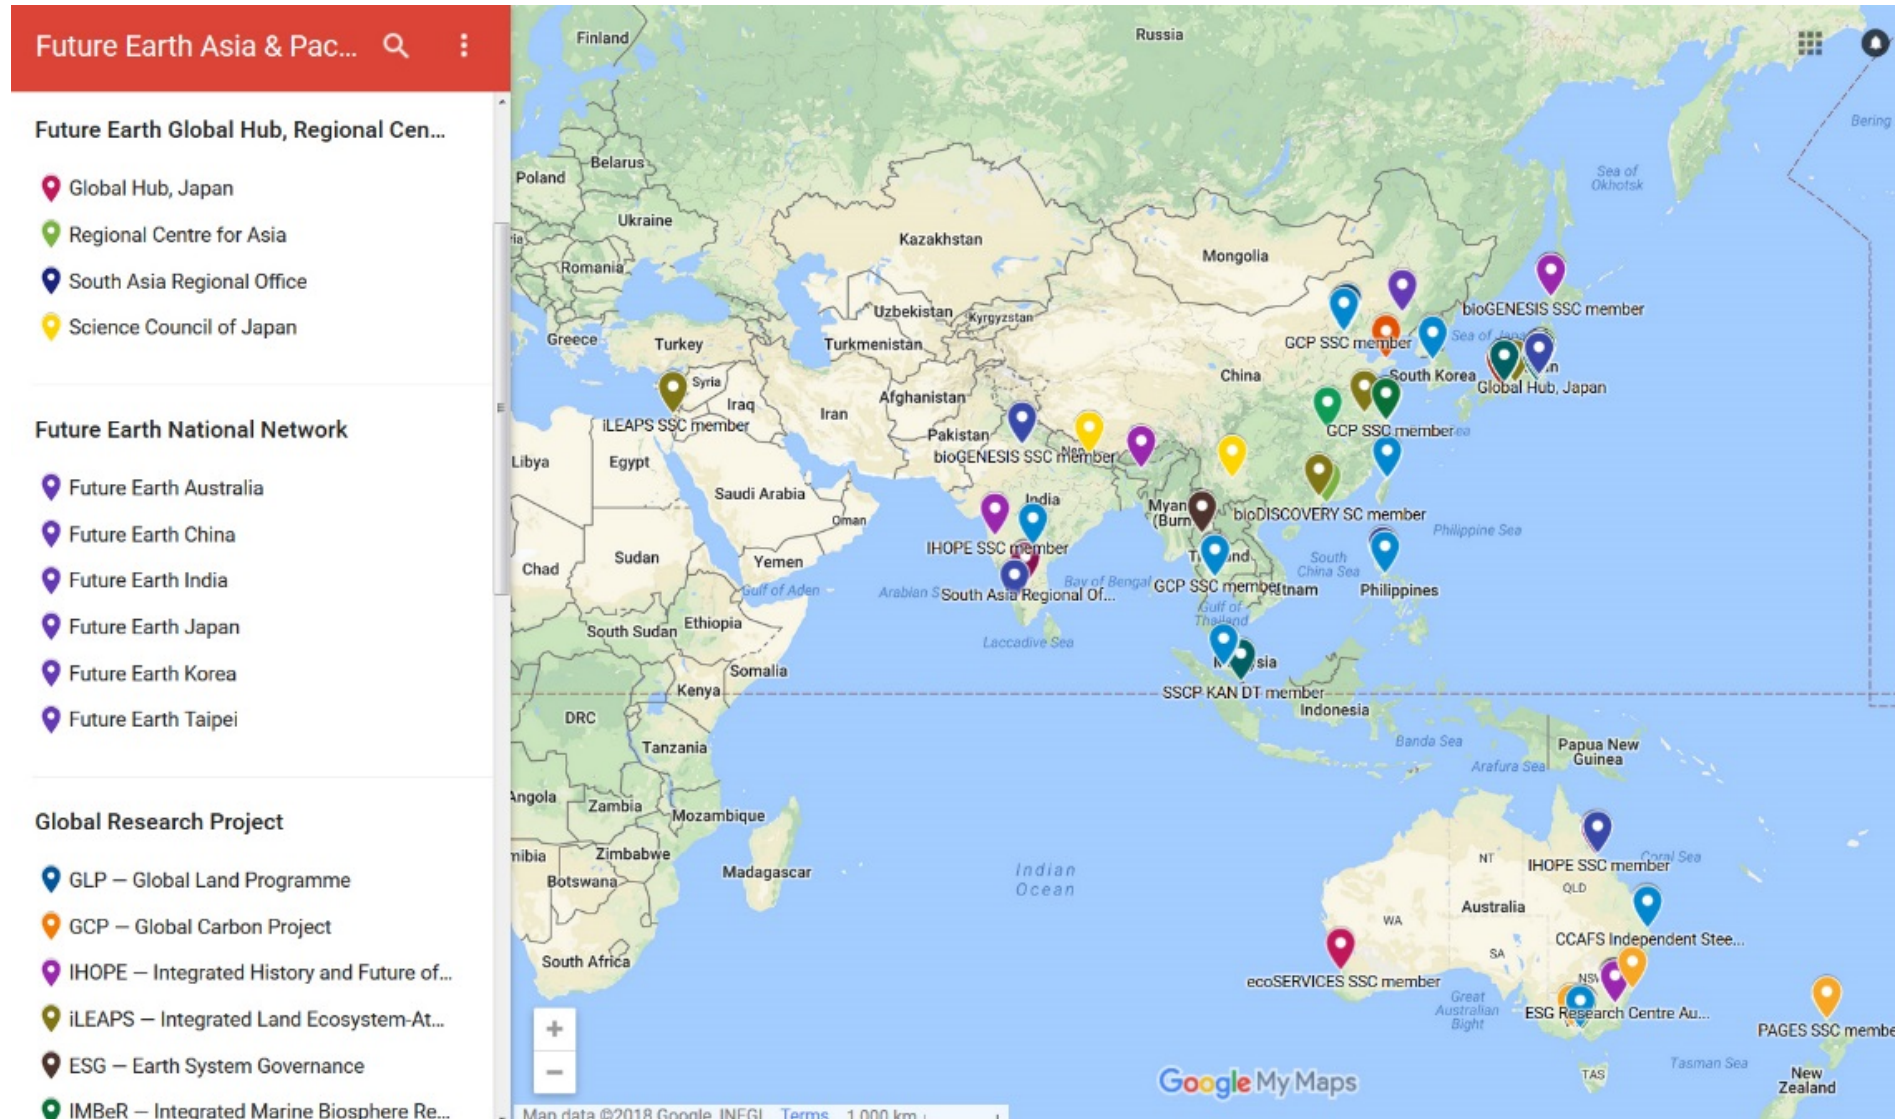 Future Earth Asia & Pac...
Future Earth Global Hub, Regional Cen...
Global Hub, Japan
Regional Centre for Asia
South Asia Regional Office
Science Council of Japan
Future Earth National Network
Future Earth Australia
Future Earth China
Future Earth India
Future Earth Japan
Future Earth Korea
Future Earth Taipei
Global Research Project
GLP — Global Land Programme
GCP — Global Carbon Project
IHOPE — Integrated History and Future of...
iLEAPS — Integrated Land Ecosystem-At...
ESG — Earth System Governance
IMBeR — Integrated Marine Biosphere Re...
Finland
Russia
Bering
Belarus
Poland
Sea of
Okhotsk
Ukraine
Kazakhstan
Mongolia
Romania
bioGENESIS SSC member
Uzbekistan
Kyrgyzstan
Greece
Turkey
Turkmenistan
GCP SSC member
Sea of Japan
Syria
China
South Korea
Global Hub, Japan
Iraq
Iran
Afghanistan
iLEAPS SSC member
Pakistan
GCP SSC member
bioGENESIS SSC member
Libya
Egypt
Saudi Arabia
India
Oman
Myan
(Burn
bioDISCOVERY SC member
Philippine Sea
IHOPE SSC member
Chad
Sudan
Yemen
South
China Sea
Gulf of Aden
Arabian S
South Asia Regional Of...
Bay of Bengal
GCP SSC member
Philippines
Gulf of
Thailand
South Sudan
Ethiopia
Laccadive Sea
Somalia
Kenya
SSCP KAN DT member
Indonesia
DRC
Tanzania
Banda Sea
Papua New
Guinea
Arafura Sea
Angola
Zambia
Mozambique
Zimbabwe
Botswana
Madagascar
Indian
Ocean
NT
IHOPE SSC member
Coral Sea
QLD
Australia
WA
CCAFS Independent Stee...
SA
South Africa
ecoSERVICES SSC member
NSW
Great
Australian
Bight
ESG Research Centre Au...
PAGES SSC membe
Tasman Sea
TAS
New
Zealand
+
−
Google My Maps
Map data ©2018 Google, INEGI Terms 1,000 km